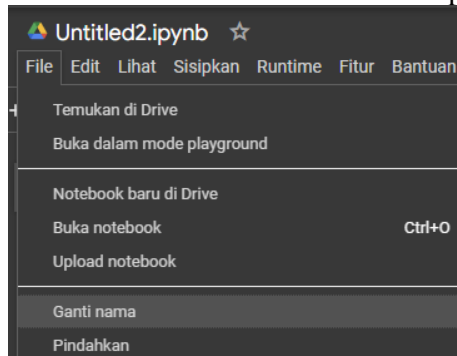 Untitled2.ipynb
File Edit Lihat Sisipkan Runtime Fitur Bantuan
Temukan di Drive
Buka dalam mode playground
Notebook baru di Drive
Buka notebook Ctrl+O
Upload notebook
Ganti nama
Pindahkan